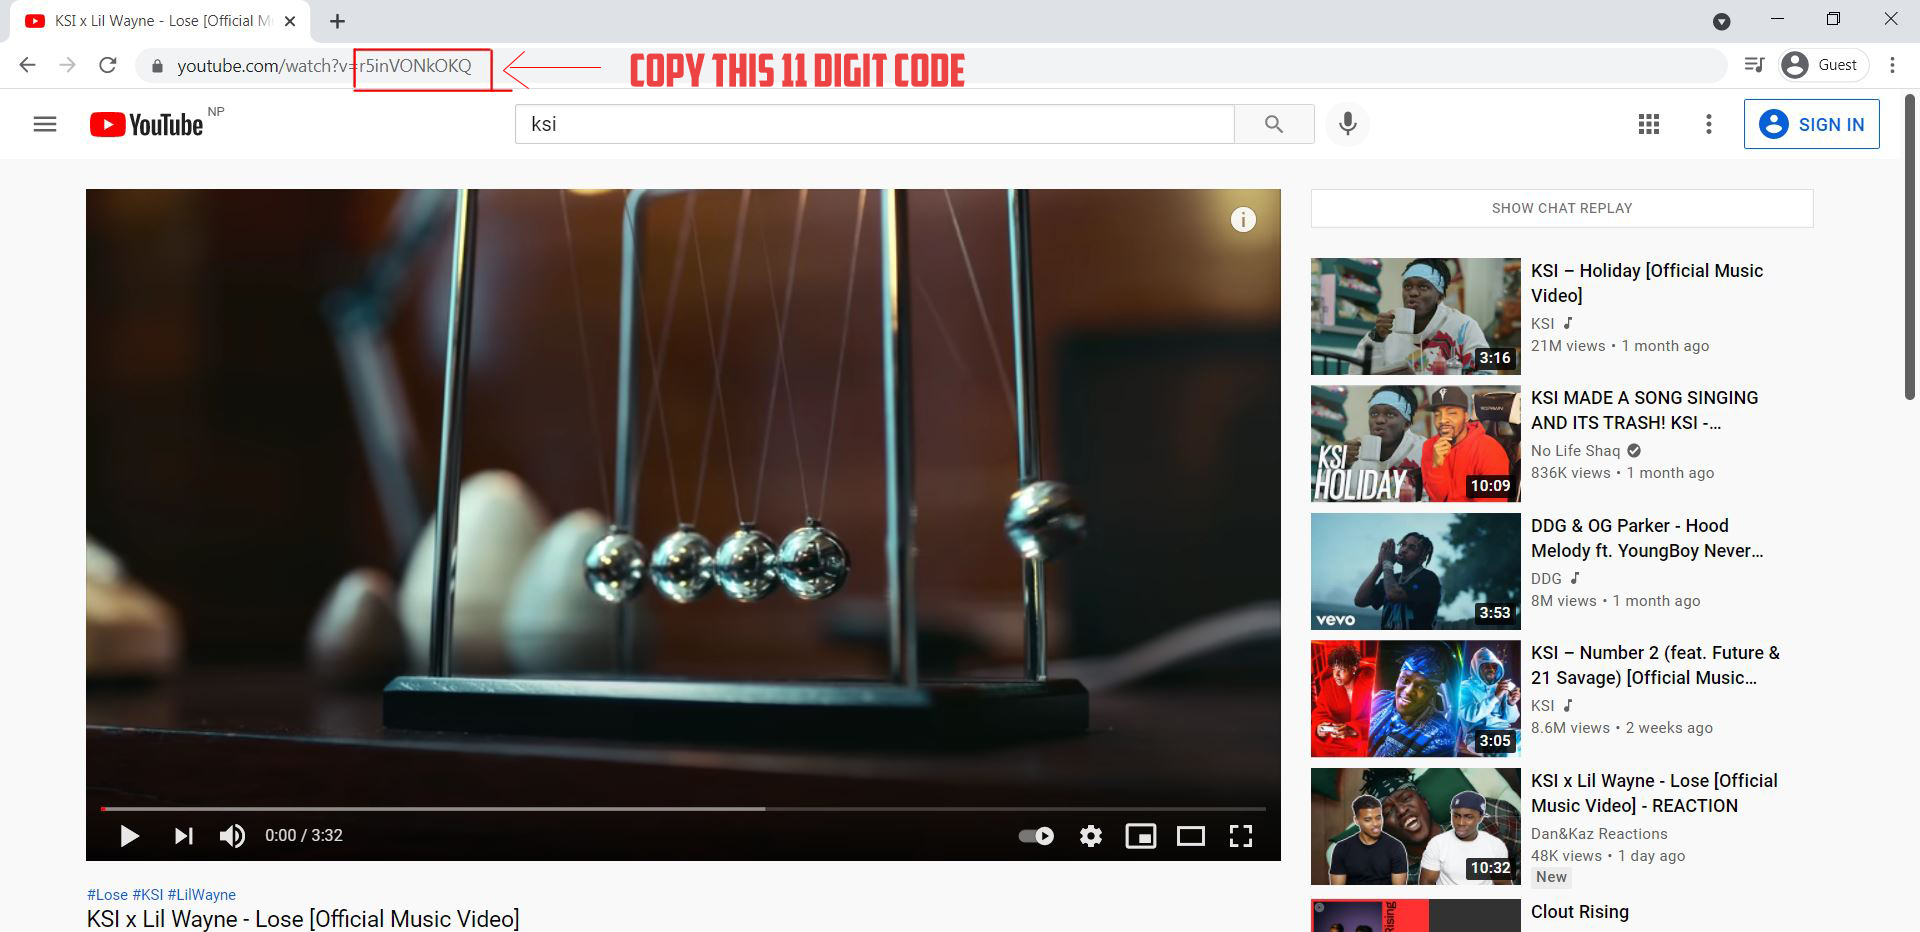 KSI x Lil Wayne - Lose [Official M
youtube.com/watch?v=r5inVONkOKQ
COPY THIS 11 DIGIT CODE
Guest
YouTube NP
ksi
SIGN IN
SHOW CHAT REPLAY
KSI – Holiday [Official Music
Video]
KSI
21M views • 1 month ago
3:16
KSI MADE A SONG SINGING
AND ITS TRASH! KSI -...
No Life Shaq
836K views • 1 month ago
KSI
HOLIDAY
10:09
DDG & OG Parker - Hood
Melody ft. YoungBoy Never...
DDG
8M views • 1 month ago
vevo
3:53
KSI – Number 2 (feat. Future &
21 Savage) [Official Music...
KSI
8.6M views • 2 weeks ago
3:05
KSI x Lil Wayne - Lose [Official
Music Video] - REACTION
Dan&Kaz Reactions
48K views • 1 day ago
New
10:32
Clout Rising
Rising
0:00 / 3:32
#Lose #KSI #LilWayne
KSI x Lil Wayne - Lose [Official Music Video]